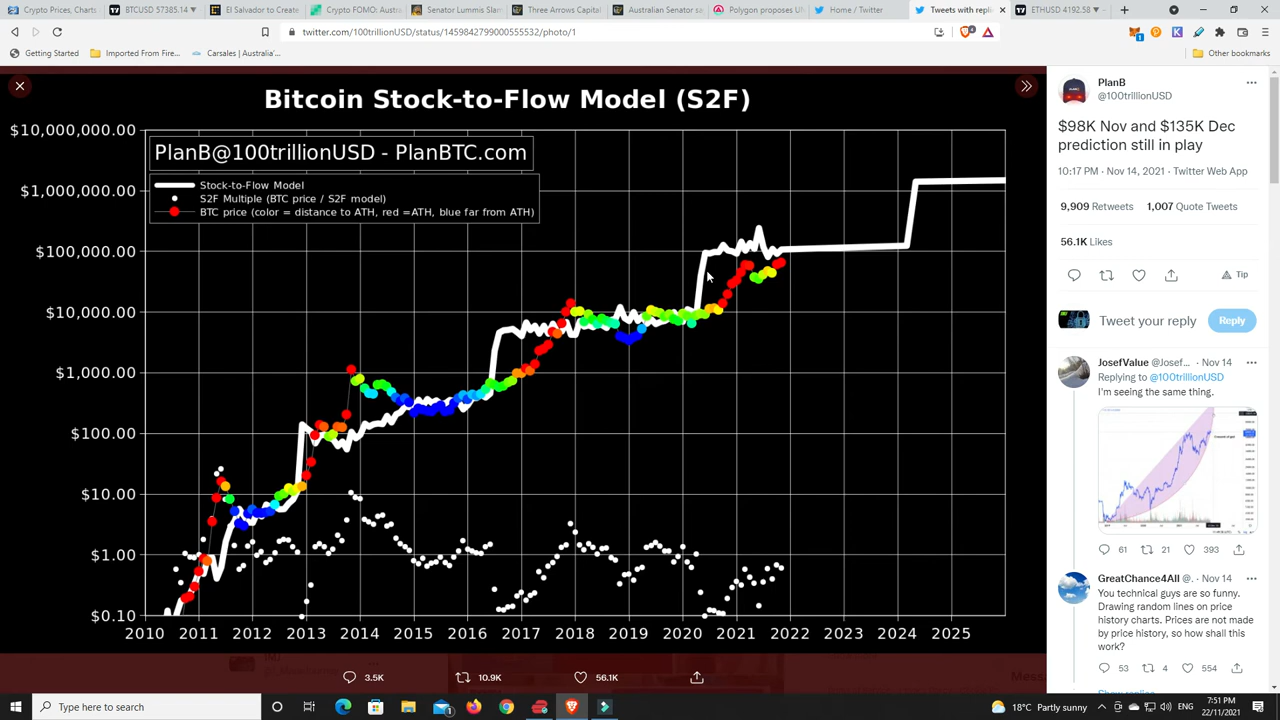 Crypto Prices, Charts
BTCUSD 57385.14
El Salvador to Create
Crypto FOMO: Austra
Senator Lummis Slam
Three Arrows Capital
Australian Senator sa
Polygon proposes
Home / Twitter
Tweets with replie
ETHUSD 4192.58
twitter.com/100trillionUSD/status/1459842799000555532/photo/1
Getting Started
Imported From Fire...
Carsales | Australia'...
Other bookmarks
Bitcoin Stock-to-Flow Model (S2F)
PlanB@100trillionUSD - PlanBTC.com
Stock-to-Flow Model
S2F Multiple (BTC price / S2F model)
BTC price (color = distance to ATH, red =ATH, blue far from ATH)
$10,000,000.00
$1,000,000.00
$100,000.00
$10,000.00
$1,000.00
$100.00
$10.00
$1.00
$0.10
2010 2011 2012 2013 2014 2015 2016 2017 2018 2019 2020 2021 2022 2023 2024 2025
3.5K
10.9K
56.1K
PlanB
@100trillionUSD
$98K Nov and $135K Dec
prediction still in play
10:17 PM · Nov 14, 2021 · Twitter Web App
9,909 Retweets 1,007 Quote Tweets
56.1K Likes
Tip
Tweet your reply
Reply
JosefValue @Josef... · Nov 14
Replying to @100trillionUSD
I'm seeing the same thing.
61
21
393
GreatChance4All @. · Nov 14
You technical guys are so funny.
Drawing random lines on price
history charts. Prices are not made
by price history, so how shall this
work?
53
4
554
Show replies
Type here to search
18°C Partly sunny
ENG
7:51 PM
22/11/2021